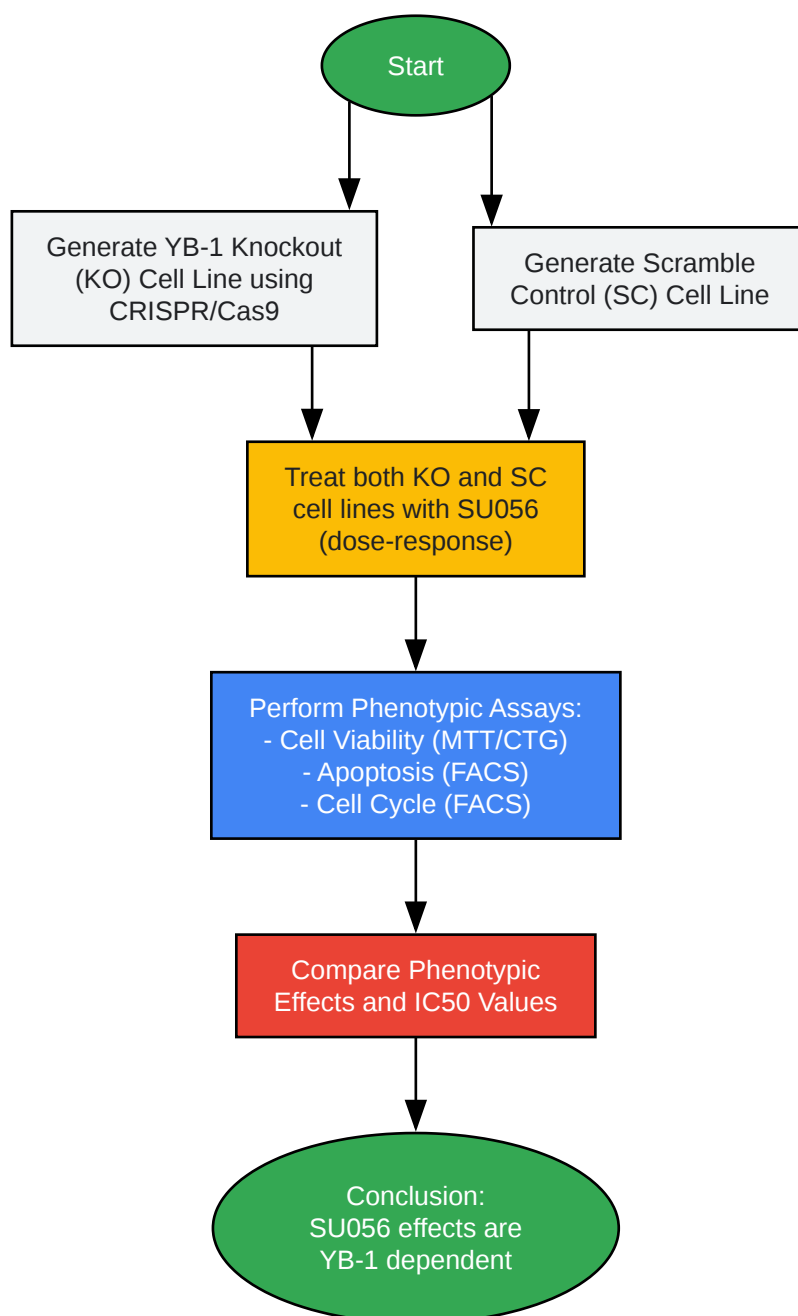 Start
Generate YB-1 Knockout
(KO) Cell Line using
CRISPR/Cas9
Generate Scramble
Control (SC) Cell Line
Treat both KO and SC
cell lines with SU056
(dose-response)
Perform Phenotypic Assays:
- Cell Viability (MTT/CTG)
- Apoptosis (FACS)
- Cell Cycle (FACS)
Compare Phenotypic
Effects and IC50 Values
Conclusion:
SU056 effects are
YB-1 dependent